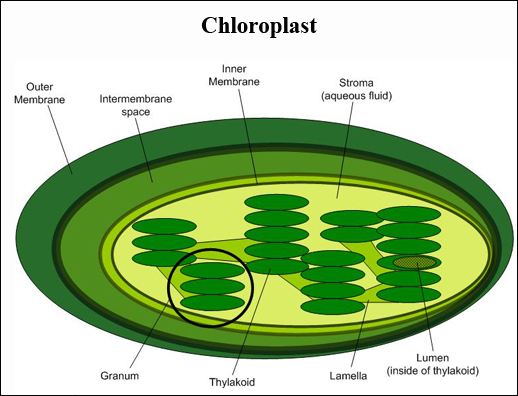 Chloroplast
Outer
Membrane
Intermembrane
space
Inner
Membrane
Stroma
(aqueous fluid)
Granum
Thylakoid
Lamella
Lumen
(inside of thylakoid)